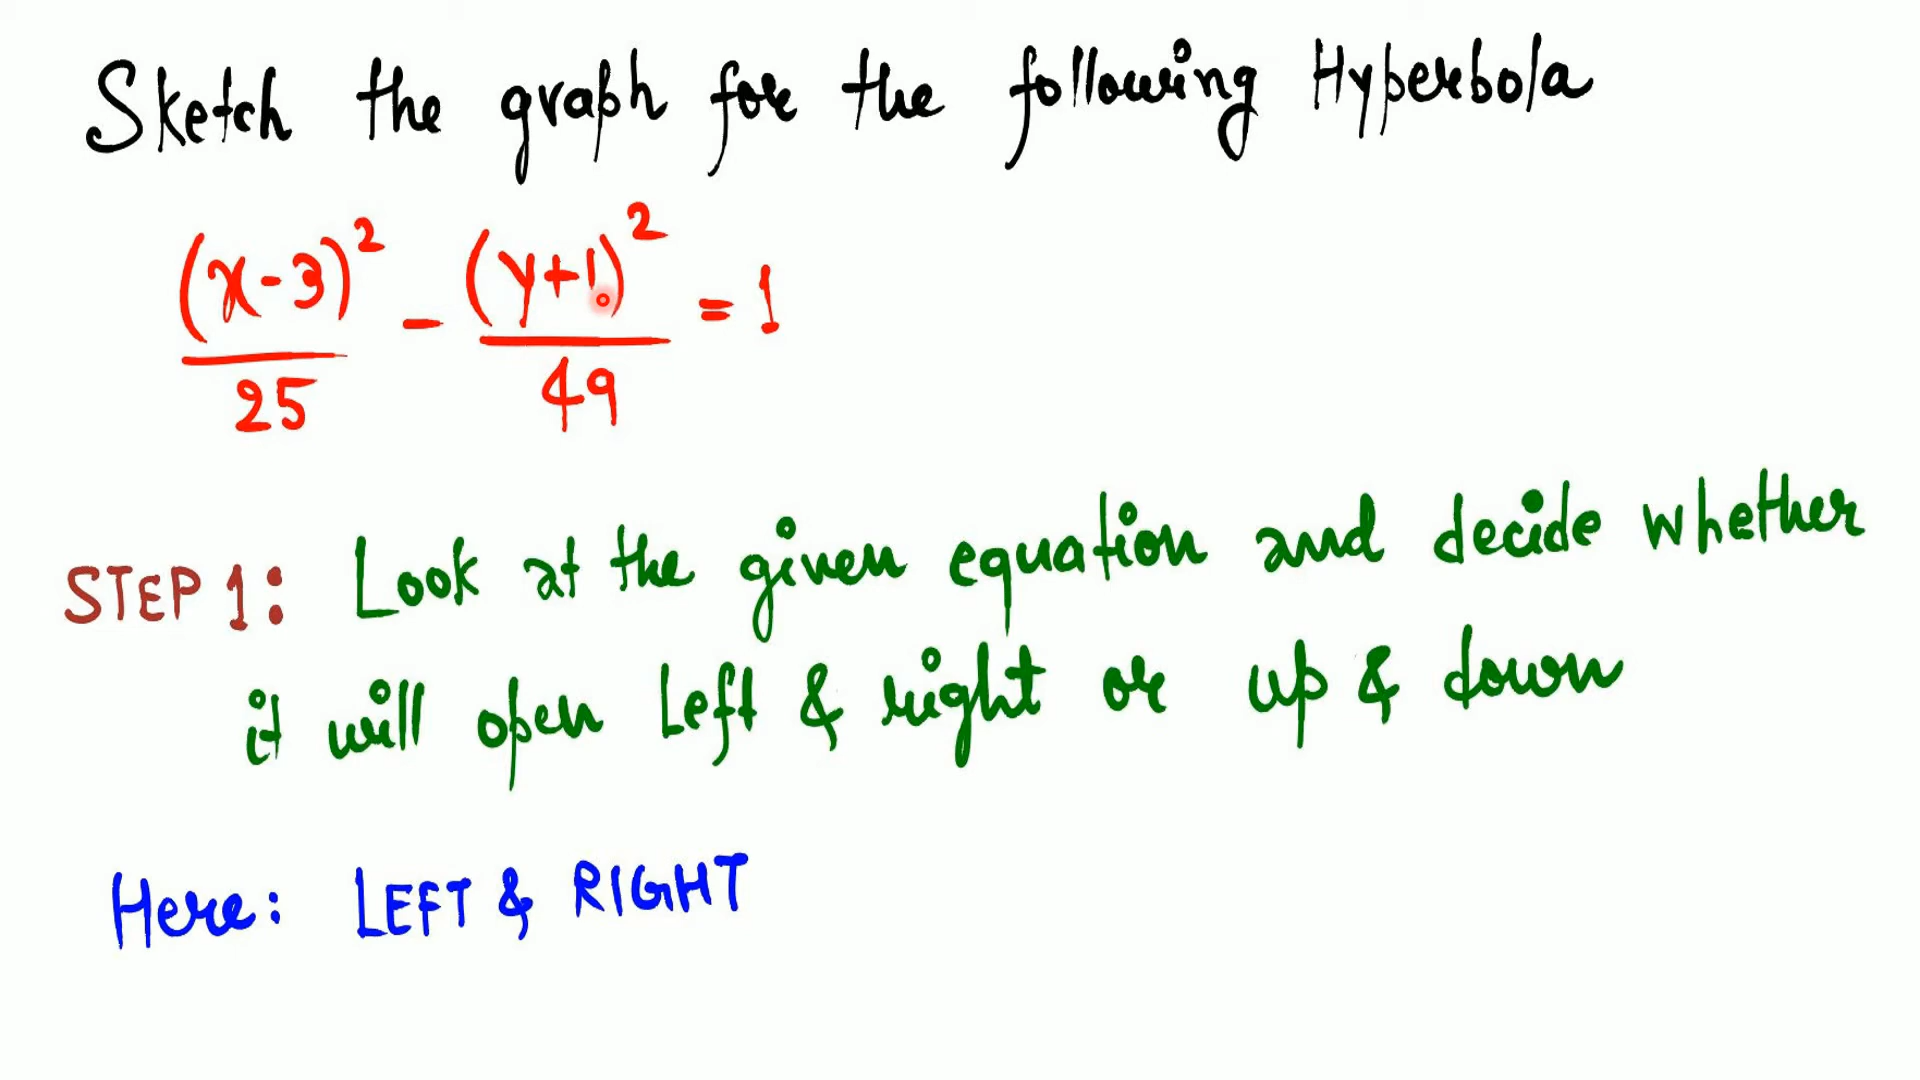 Sketch the graph for the following Hyperbola
(x-3)²/25 - (y+1)²/49 = 1
STEP 1: Look at the given equation and decide whether
it will open Left & right or up & down
Here: LEFT & RIGHT